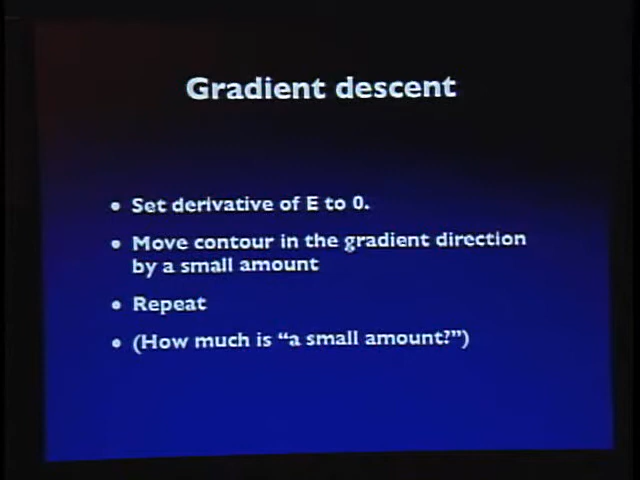 Gradient descent
• Set derivative of E to 0.
• Move contour in the gradient direction
by a small amount
• Repeat
• (How much is “a small amount?”)